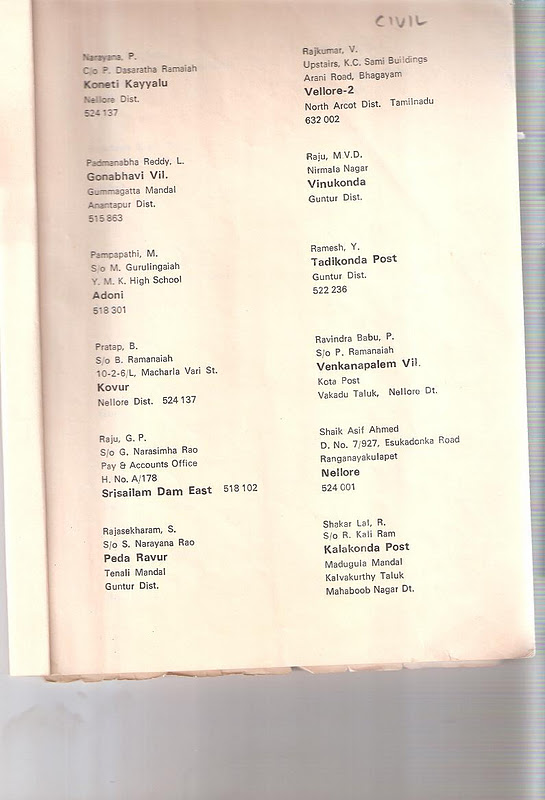 CIVIL
Narayana, P.
C/o P. Dasaratha Ramaiah
Koneti Kayyalu
Nellore Dist.
524 137
Padmanabha Reddy, L.
Gonabhavi Vil.
Gummagatta Mandal
Anantapur Dist.
515 863
Pampapathi, M.
S/o M. Gurulingaiah
Y. M. K. High School
Adoni
518 301
Pratap, B.
S/o B. Ramanaiah
10-2-6/L, Macharla Vari St.
Kovur
Nellore Dist. 524 137
Raju, G. P.
S/o G. Narasimha Rao
Pay & Accounts Office
H. No. A/178
Srisailam Dam East 518 102
Rajasekharam, S.
S/o S. Narayana Rao
Peda Ravur
Tenali Mandal
Guntur Dist.
Rajkumar, V.
Upstairs, K.C. Sami Buildings
Arani Road, Bhagayam
Vellore-2
North Arcot Dist. Tamilnadu
632 002
Raju, M V.D.
Nirmala Nagar
Vinukonda
Guntur Dist.
Ramesh, Y.
Tadikonda Post
Guntur Dist.
522 236
Ravindra Babu, P.
S/o P. Ramanaiah
Venkanapalem Vil.
Kota Post
Vakadu Taluk, Nellore Dt.
Shaik Asif Ahmed
D. No. 7/927, Esukadonka Road
Ranganayakulapet
Nellore
524 001
Shakar Lal, R.
S/o R. Kali Ram
Kalakonda Post
Madugula Mandal
Kalvakurthy Taluk
Mahaboob Nagar Dt.